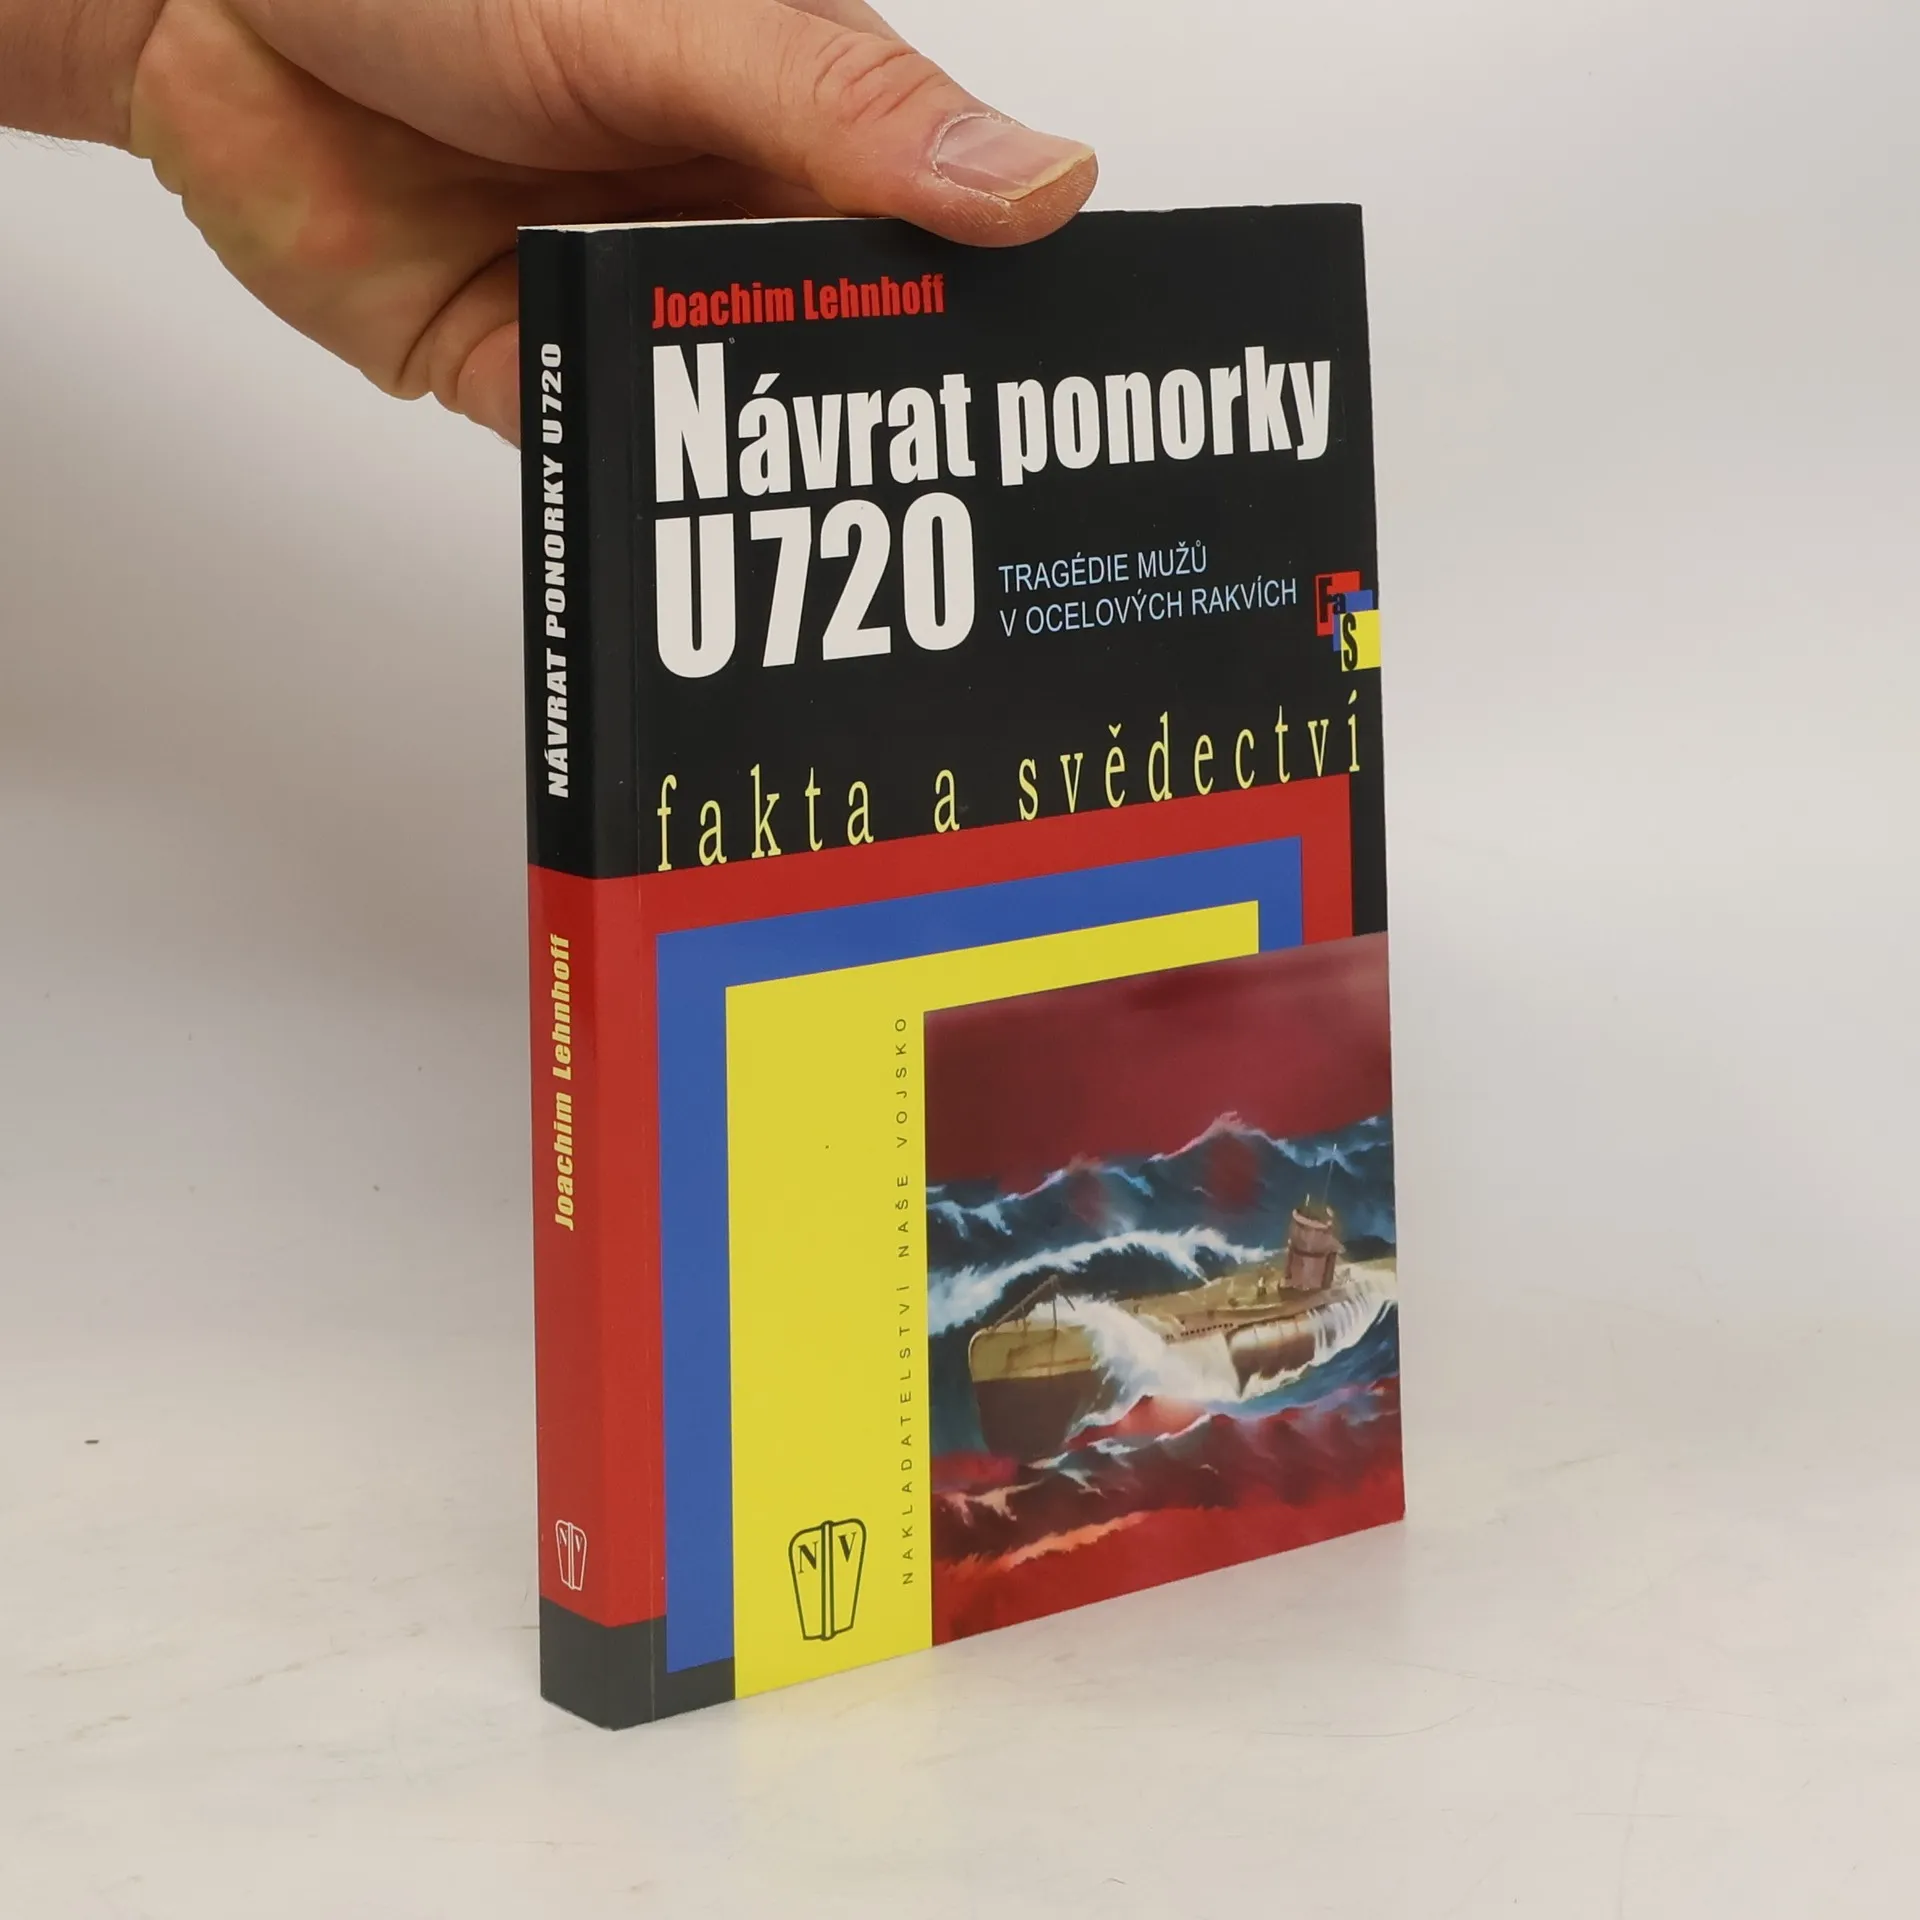 Joachim Lehnhoff
Návrat ponorky
U720
TRAGÉDIE MUŽŮ
V OCELOVÝCH RAKVÍCH
FaS
fakta a svědectví
NAKLADATELSTVÍ NAŠE VOJSKO
NV
NÁVRAT PONORKY U720
Joachim Lehnhoff
NV